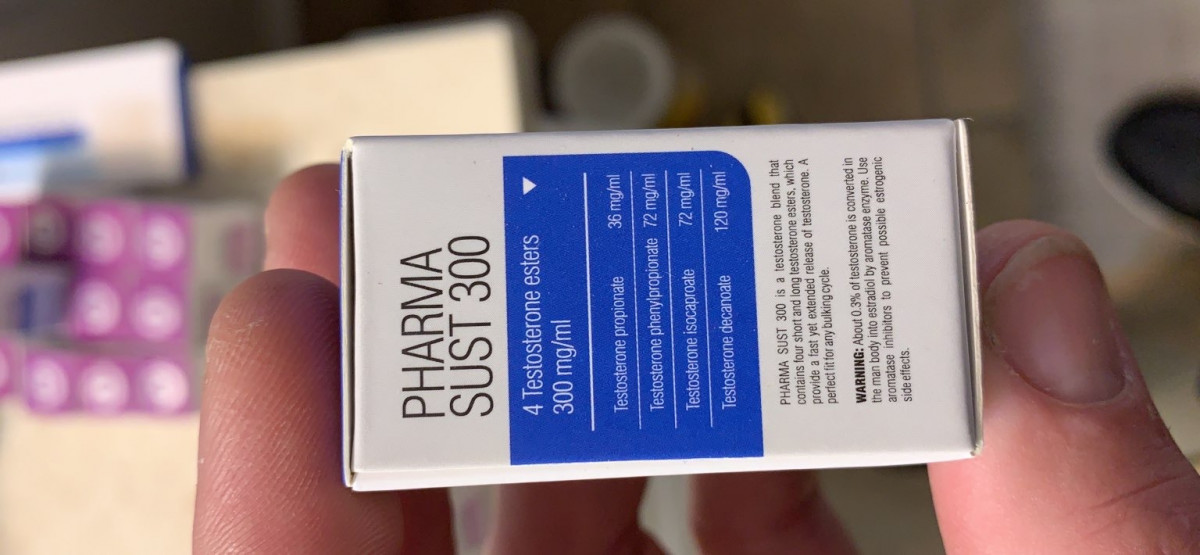 PHARMA
SUST 300
4 Testosterone esters
300 mg/ml
Testosterone propionate 36 mg/ml
Testosterone phenylpropionate 72 mg/ml
Testosterone isocaproate 72 mg/ml
Testosterone decanoate 120 mg/ml
PHARMA SUST 300 is a testosterone blend that
contains four short and long testosterone esters, which
provide a fast yet extended release of testosterone. A
perfect fit for any bulking cycle.
WARNING: About 0.3% of testosterone is converted in
the man body into estradiol by aromatase enzyme. Use
aromatase inhibitors to prevent possible estrogenic
side effects.